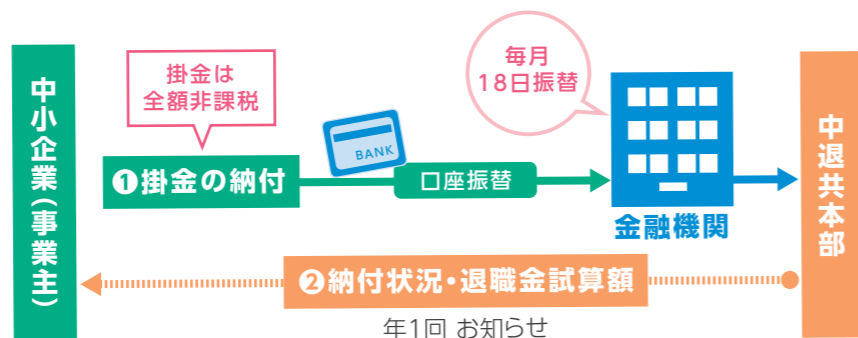 中小企業(事業主)
掛金は
全額非課税
❶掛金の納付
BANK
口座振替
毎月
18日振替
金融機関
中退共本部
❷納付状況・退職金試算額
年1回 お知らせ